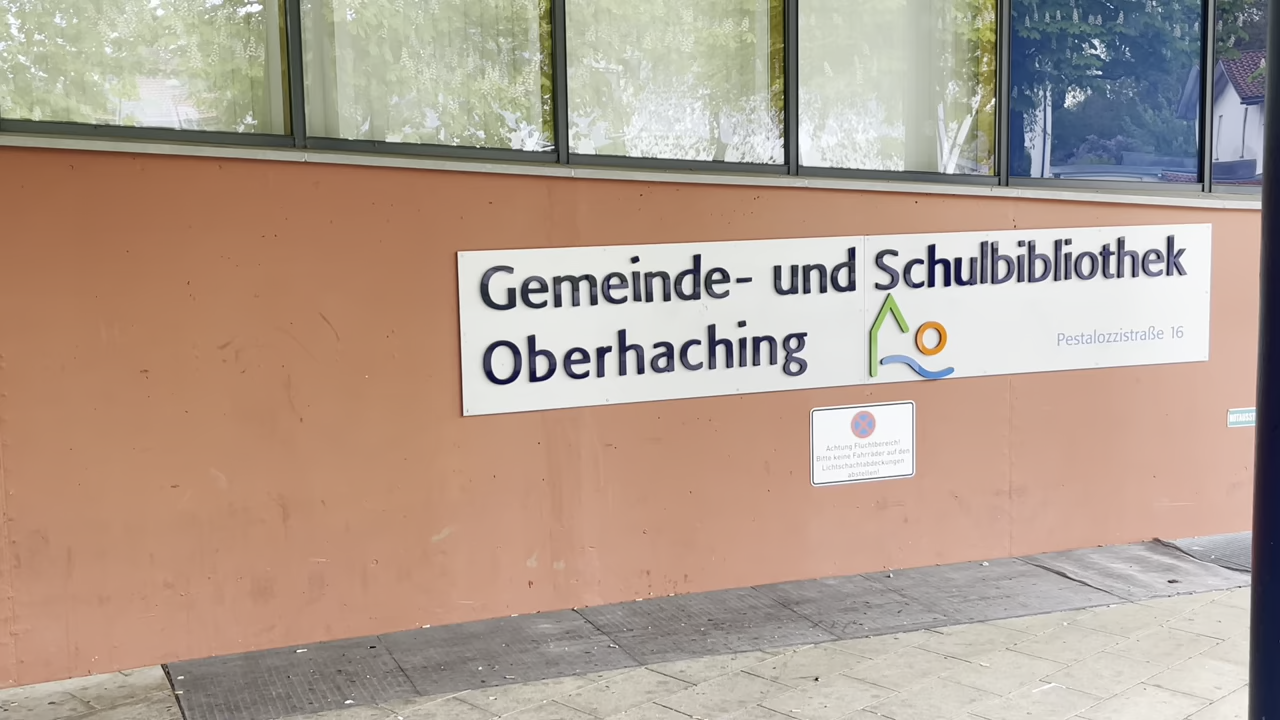 Gemeinde- und Schulbibliothek
Oberhaching
Pestalozzistraße 16
Achtung Fluchtbereich!
Bitte keine Fahrräder auf den
Lichtschachtabdeckungen
abstellen!